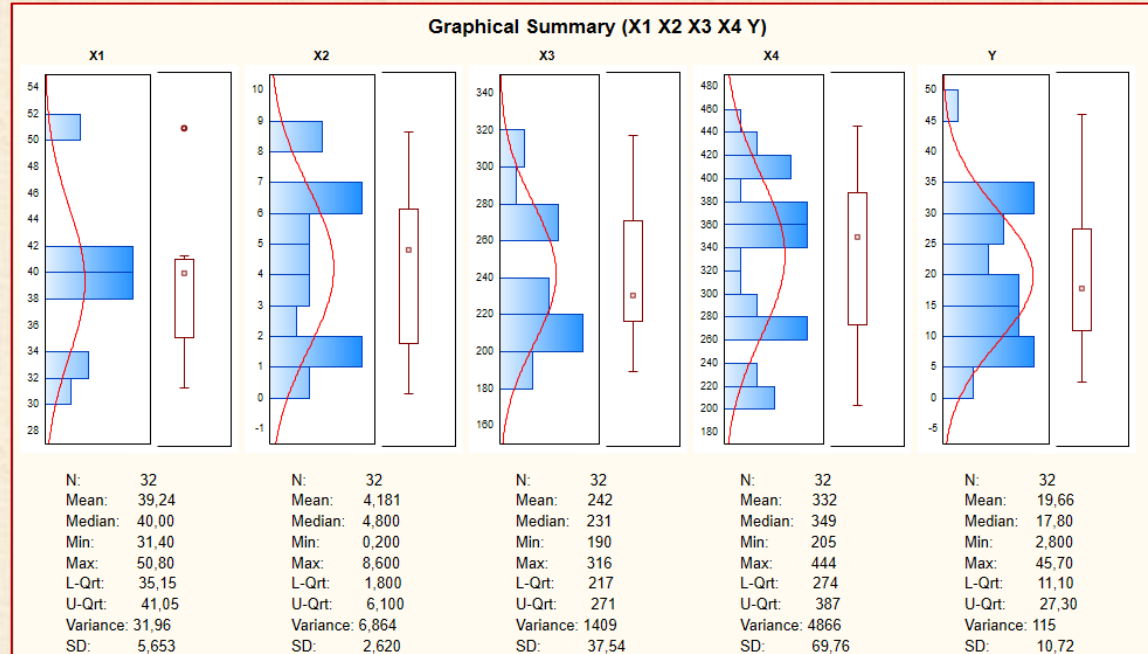 Graphical Summary (X1 X2 X3 X4 Y)
X1
54
52
50
48
46
44
42
40
38
36
34
32
30
28
N: 32
Mean: 39,24
Median: 40,00
Min: 31,40
Max: 50,80
L-Qrt: 35,15
U-Qrt: 41,05
Variance: 31,96
SD: 5,653
X2
10
9
8
7
6
5
4
3
2
1
0
-1
N: 32
Mean: 4,181
Median: 4,800
Min: 0,200
Max: 8,600
L-Qrt: 1,800
U-Qrt: 6,100
Variance: 6,864
SD: 2,620
X3
340
320
300
280
260
240
220
200
180
160
N: 32
Mean: 242
Median: 231
Min: 190
Max: 316
L-Qrt: 217
U-Qrt: 271
Variance: 1409
SD: 37,54
X4
480
460
440
420
400
380
360
340
320
300
280
260
240
220
200
180
N: 32
Mean: 332
Median: 349
Min: 205
Max: 444
L-Qrt: 274
U-Qrt: 387
Variance: 4866
SD: 69,76
Y
50
45
40
35
30
25
20
15
10
5
0
-5
N: 32
Mean: 19,66
Median: 17,80
Min: 2,800
Max: 45,70
L-Qrt: 11,10
U-Qrt: 27,30
Variance: 115
SD: 10,72